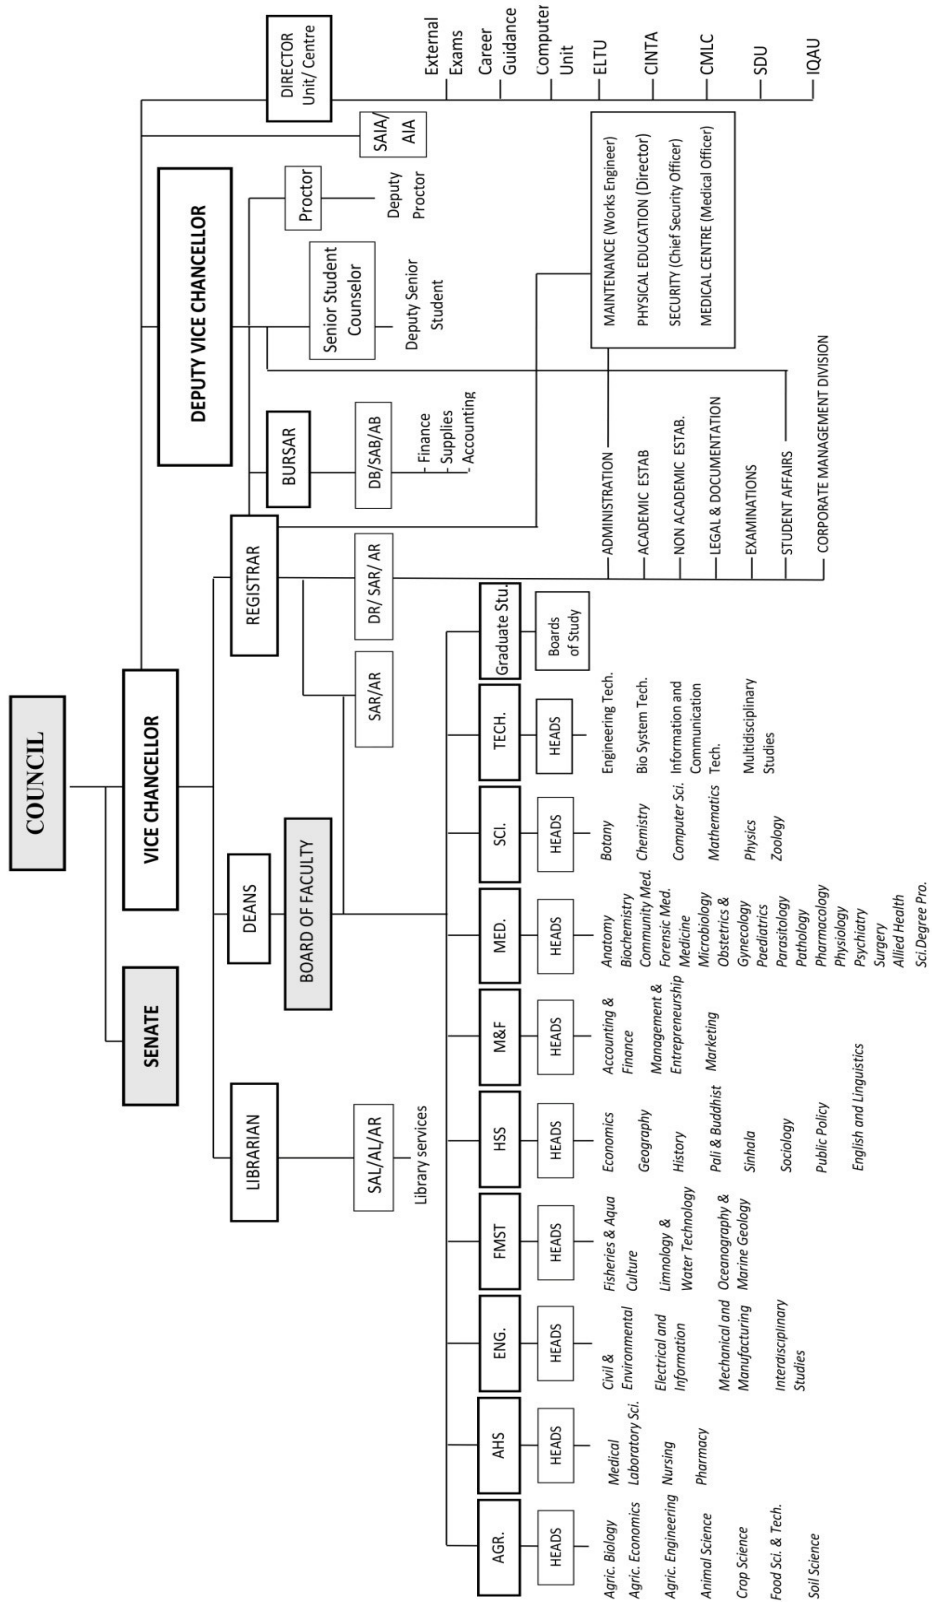 COUNCIL
SENATE
VICE CHANCELLOR
DEPUTY VICE CHANCELLOR
DIRECTOR
Unit/ Centre
LIBRARIAN
DEANS
REGISTRAR
BURSAR
Senior Student
Counselor
Proctor
SAIA/
AIA
BOARD OF FACULTY
SAL/AL/AR
Library services
SAR/AR
DR/ SAR/ AR
DB/SAB/AB
- Finance
- Supplies
- Accounting
Deputy Senior
Student
Deputy
Proctor
External
Exams
Career
Guidance
Computer
Unit
ELTU
CINTA
CMLC
SDU
IQAU
AGR.
AHS
ENG.
FMST
HSS
M&F
MED.
SCI.
TECH.
Graduate Stu.
HEADS
HEADS
HEADS
HEADS
HEADS
HEADS
HEADS
HEADS
HEADS
Boards
of Study
Agric. Biology
Agric. Economics
Agric. Engineering
Animal Science
Crop Science
Food Sci. & Tech.
Soil Science
Medical
Laboratory Sci.
Nursing
Pharmacy
Civil &
Environmental
Electrical and
Information
Mechanical and
Manufacturing
Interdisciplinary
Studies
Fisheries & Aqua
Culture
Limnology &
Water Technology
Oceanography &
Marine Geology
Economics
Geography
History
Pali & Buddhist
Sinhala
Sociology
Public Policy
English and Linguistics
Accounting &
Finance
Management &
Entrepreneurship
Marketing
Anatomy
Biochemistry
Community Med.
Forensic Med.
Medicine
Microbiology
Obstetrics &
Gynecology
Paediatrics
Parasitology
Pathology
Pharmacology
Physiology
Psychiatry
Surgery
Allied Health
Sci.Degree Pro.
Botany
Chemistry
Computer Sci.
Mathematics
Physics
Zoology
Engineering Tech.
Bio System Tech.
Information and
Communication
Tech.
Multidisciplinary
Studies
ADMINISTRATION
ACADEMIC ESTAB
NON ACADEMIC ESTAB.
LEGAL & DOCUMENTATION
EXAMINATIONS
STUDENT AFFAIRS
CORPORATE MANAGEMENT DIVISION
MAINTENANCE (Works Engineer)
PHYSICAL EDUCATION (Director)
SECURITY (Chief Security Officer)
MEDICAL CENTRE (Medical Officer)